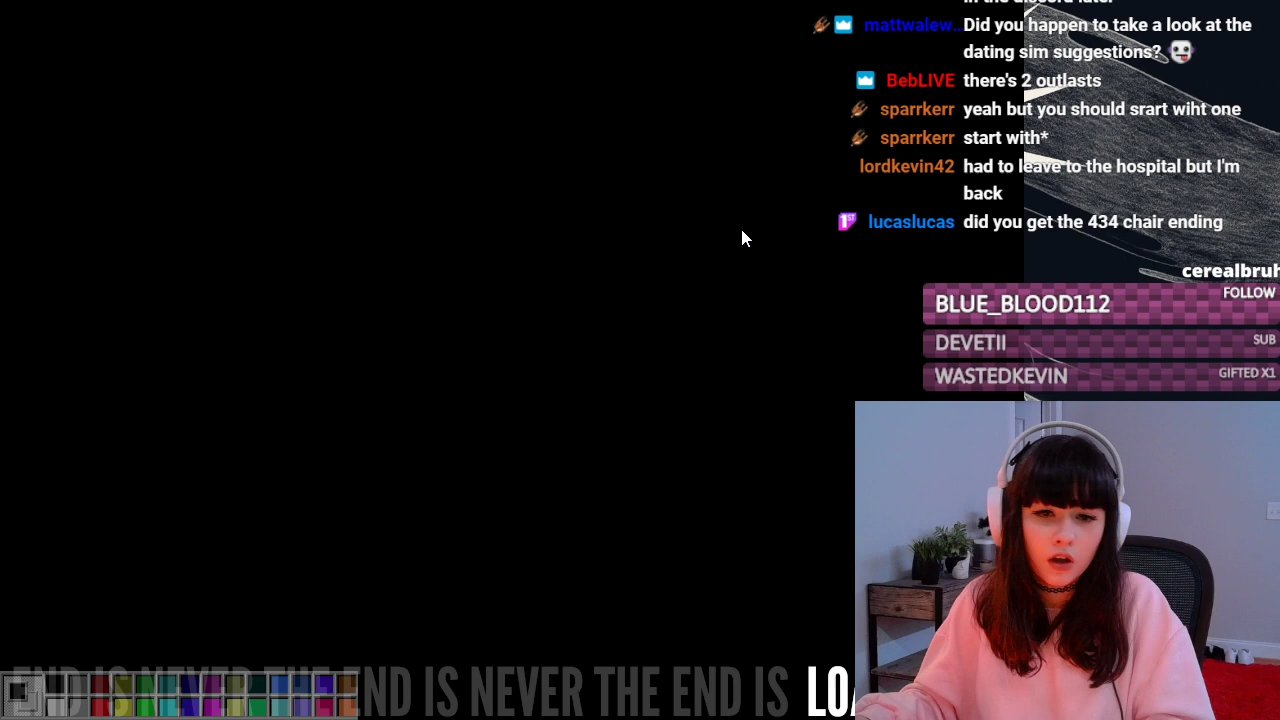 mattwalew.. Did you happen to take a look at the
dating sim suggestions?
BebLIVE there's 2 outlasts
sparrkerr yeah but you should srart wiht one
sparrkerr start with*
lordkevin42 had to leave to the hospital but I'm
back
1ST lucaslucas did you get the 434 chair ending
cerealbruh
BLUE_BLOOD112 FOLLOW
DEVETII SUB
WASTEDKEVIN GIFTED X1
END IS NEVER THE END IS NEVER THE END IS LOA